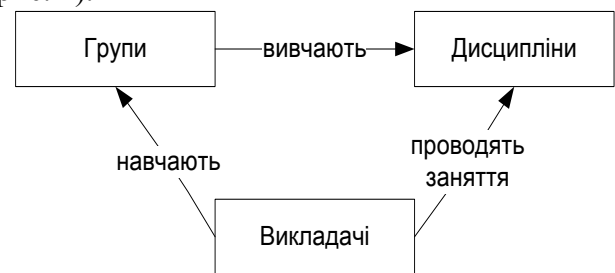 Групи
вивчають
Дисципліни
навчають
проводять
заняття
Викладачі